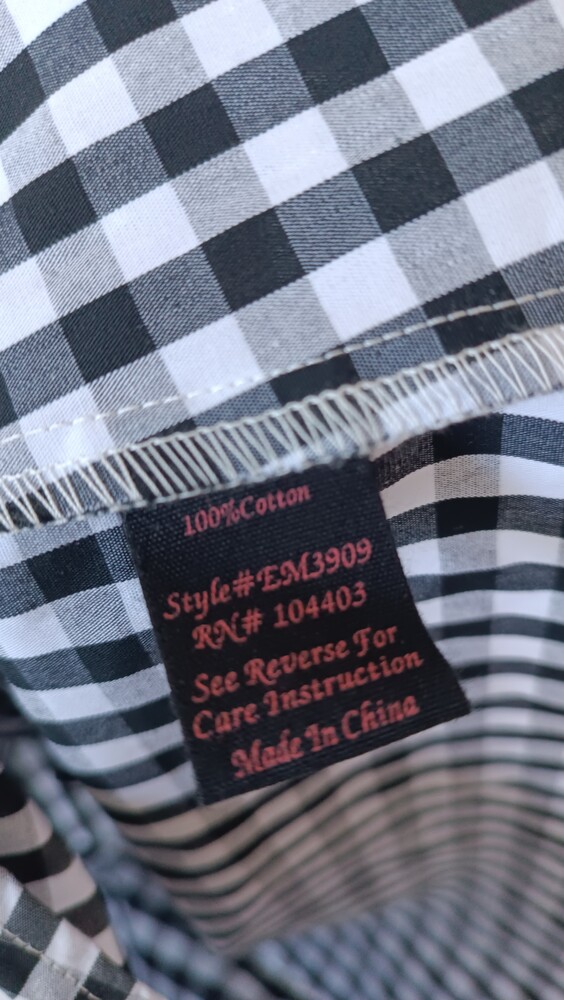 100%Cotton
Style#EM3909
RN# 104403
See Reverse For
Care Instruction
Made In China